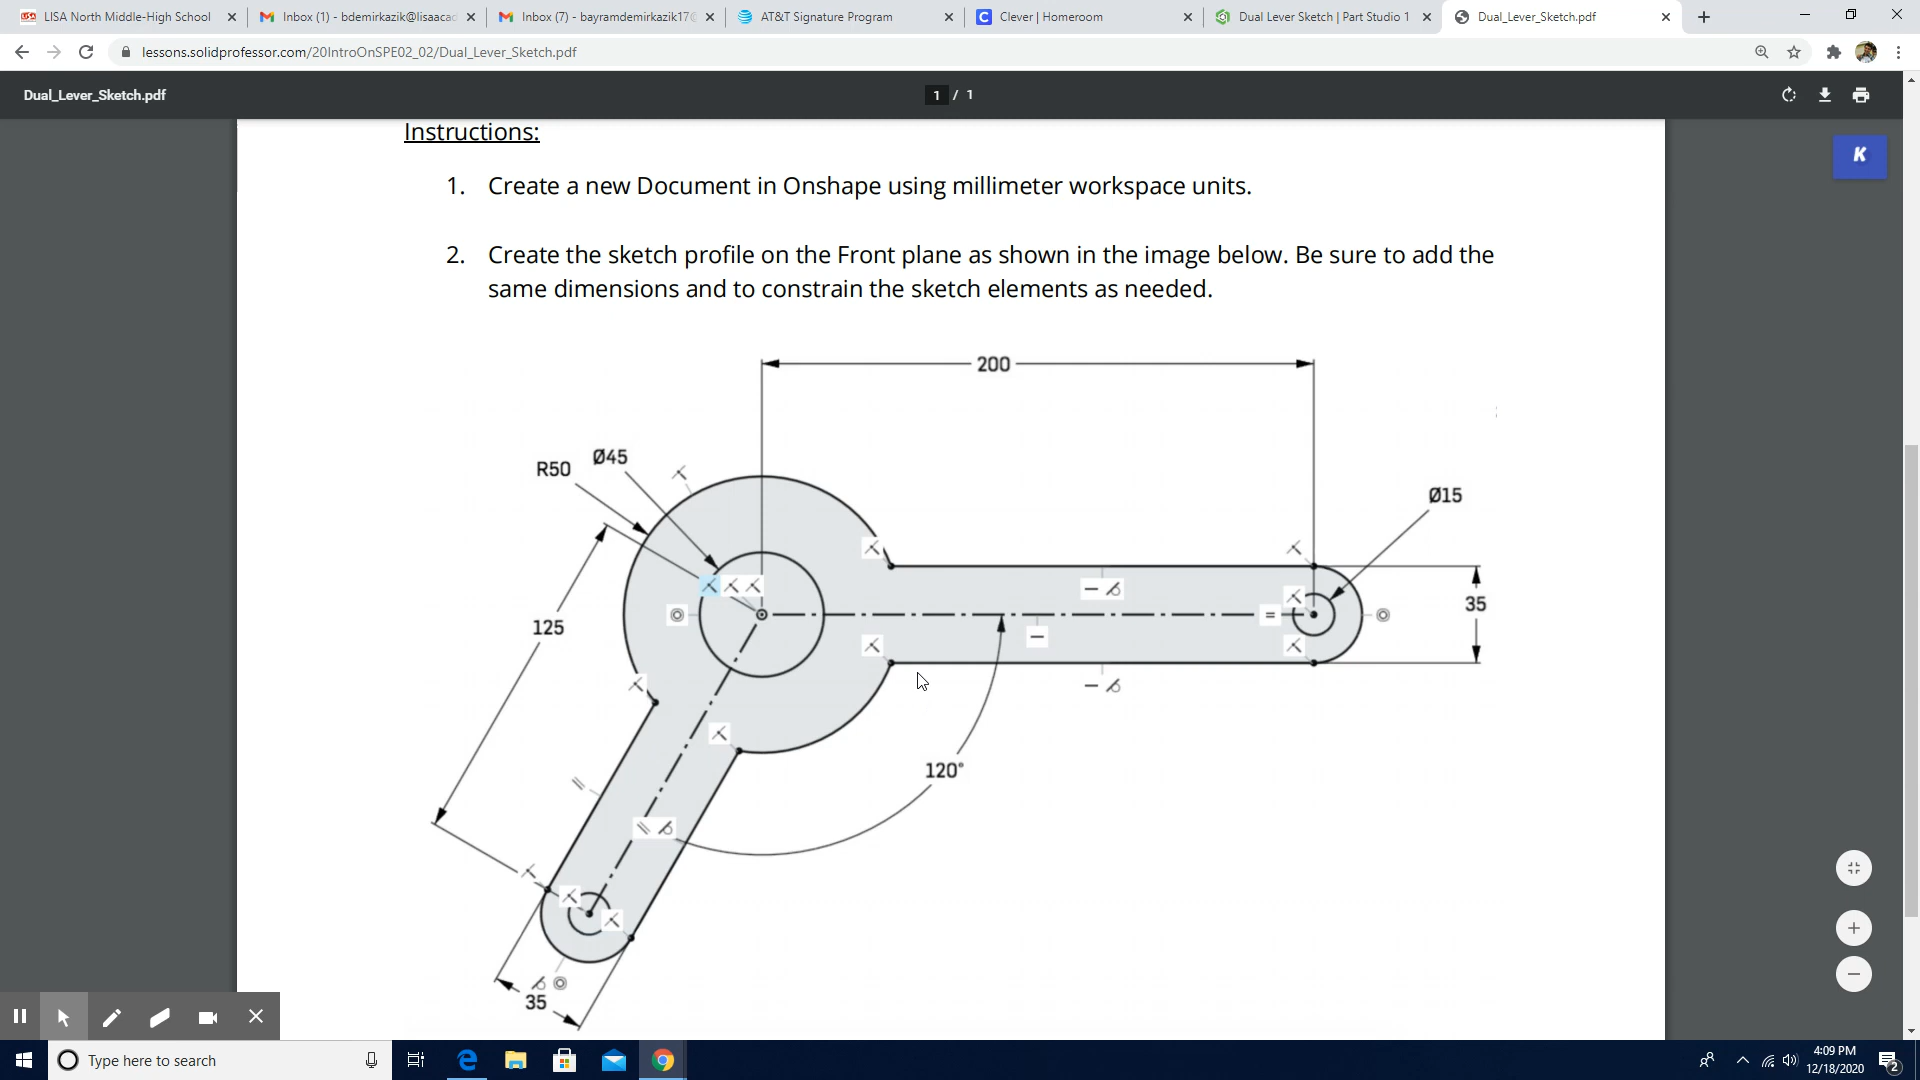 LISA North Middle-High School
Inbox (1) - bdemirkazik@lisaacad
Inbox (7) - bayramdemirkazik17@
AT&T Signature Program
Clever | Homeroom
Dual Lever Sketch | Part Studio 1
Dual_Lever_Sketch.pdf
lessons.solidprofessor.com/20IntroOnSPE02_02/Dual_Lever_Sketch.pdf
Dual_Lever_Sketch.pdf
1 / 1
K
Instructions:
1. Create a new Document in Onshape using millimeter workspace units.
2. Create the sketch profile on the Front plane as shown in the image below. Be sure to add the
same dimensions and to constrain the sketch elements as needed.
200
R50
Ø45
Ø15
125
35
120°
35
Type here to search
4:09 PM
12/18/2020
2